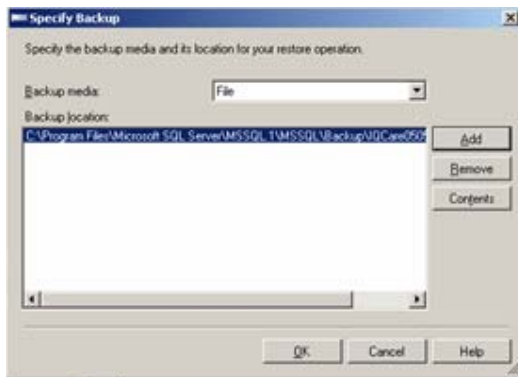 Specify Backup
Specify the backup media and its location for your restore operation.
Backup media:
File
Backup location:
C:\Program Files\Microsoft SQL Server\MSSQL.1\MSSQL\Backup\IQCare0505
Add
Remove
Contents
OK
Cancel
Help